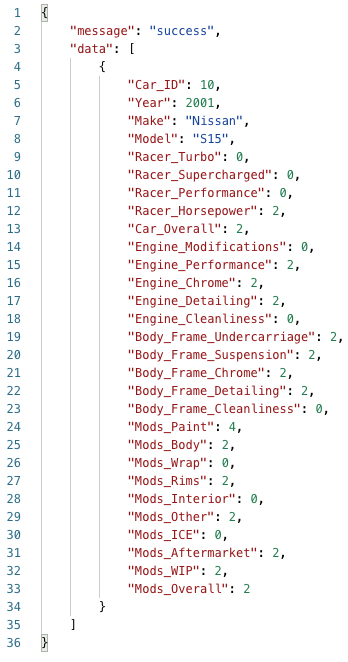 1 {
2     "message": "success",
3     "data": [
4         {
5             "Car_ID": 10,
6             "Year": 2001,
7             "Make": "Nissan",
8             "Model": "S15",
9             "Racer_Turbo": 0,
10             "Racer_Supercharged": 0,
11             "Racer_Performance": 0,
12             "Racer_Horsepower": 2,
13             "Car_Overall": 2,
14             "Engine_Modifications": 0,
15             "Engine_Performance": 2,
16             "Engine_Chrome": 2,
17             "Engine_Detailing": 2,
18             "Engine_Cleanliness": 0,
19             "Body_Frame_Undercarriage": 2,
20             "Body_Frame_Suspension": 2,
21             "Body_Frame_Chrome": 2,
22             "Body_Frame_Detailing": 2,
23             "Body_Frame_Cleanliness": 0,
24             "Mods_Paint": 4,
25             "Mods_Body": 2,
26             "Mods_Wrap": 0,
27             "Mods_Rims": 2,
28             "Mods_Interior": 0,
29             "Mods_Other": 2,
30             "Mods_ICE": 0,
31             "Mods_Aftermarket": 2,
32             "Mods_WIP": 2,
33             "Mods_Overall": 2
34         }
35     ]
36 }